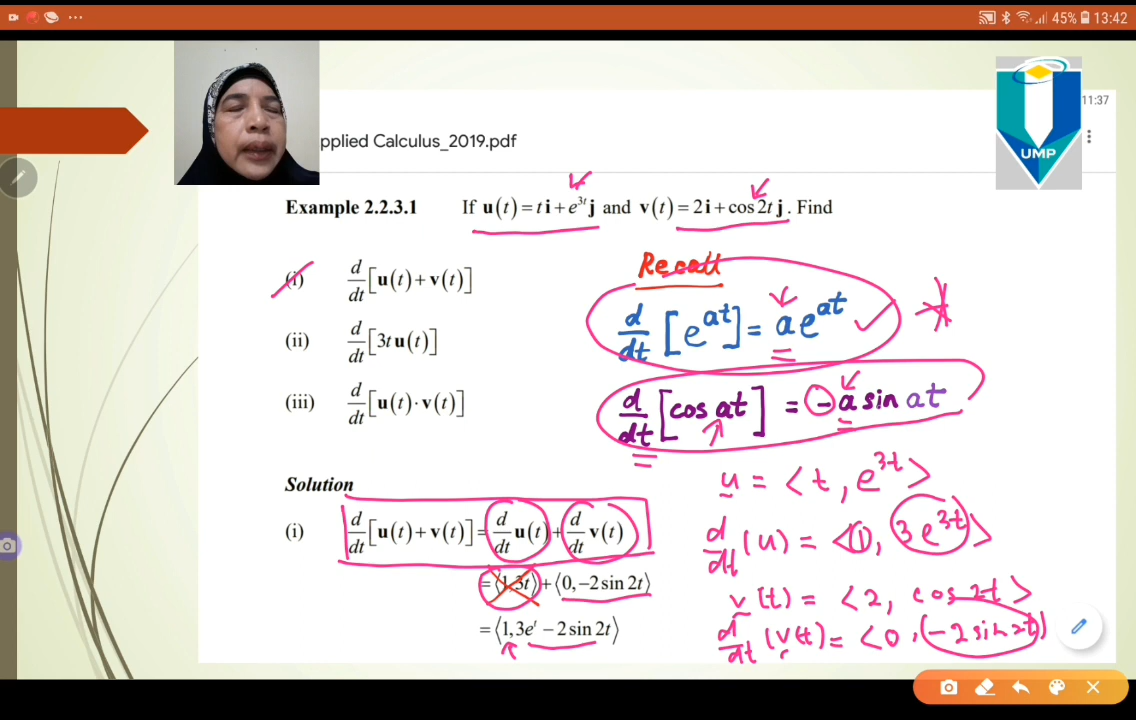 45% 13:42
11:37
UMP
pplied Calculus_2019.pdf
Example 2.2.3.1 If u(t) = t i + e^{3t} j and v(t) = 2i + cos 2t j. Find
(i) d/dt [u(t) + v(t)]
(ii) d/dt [3t u(t)]
(iii) d/dt [u(t) · v(t)]
Recall
d/dt [e^{at}] = a e^{at}
d/dt [cos at] = -a sin at
Solution
(i) d/dt [u(t) + v(t)] = d/dt u(t) + d/dt v(t)
= ⟨1, 3t⟩ + ⟨0, -2 sin 2t⟩
= ⟨1, 3e^t - 2 sin 2t⟩
u = <t, e^{3t}>
d/dt (u) = <1, 3e^{3t}>
v(t) = <2, cos 2t>
d/dt (v(t) = <0, (-2 sin 2t)>